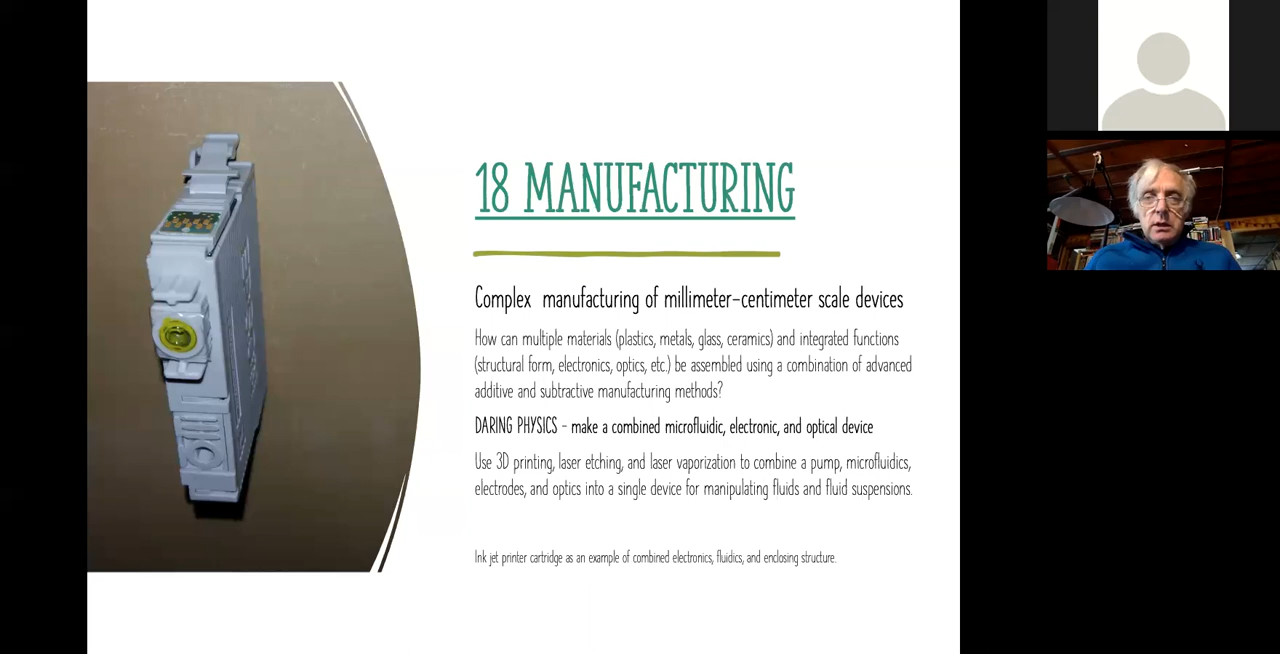 18 MANUFACTURING
Complex manufacturing of millimeter-centimeter scale devices
How can multiple materials (plastics, metals, glass, ceramics) and integrated functions
(structural form, electronics, optics, etc.) be assembled using a combination of advanced
additive and subtractive manufacturing methods?
DARING PHYSICS - make a combined microfluidic, electronic, and optical device
Use 3D printing, laser etching, and laser vaporization to combine a pump, microfluidics,
electrodes, and optics into a single device for manipulating fluids and fluid suspensions.
Ink jet printer cartridge as an example of combined electronics, fluidics, and enclosing structure.